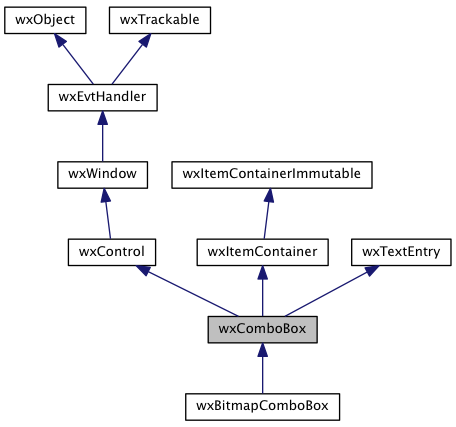 wxObject
wxTrackable
wxEvtHandler
wxWindow
wxItemContainerImmutable
wxControl
wxItemContainer
wxTextEntry
wxComboBox
wxBitmapComboBox